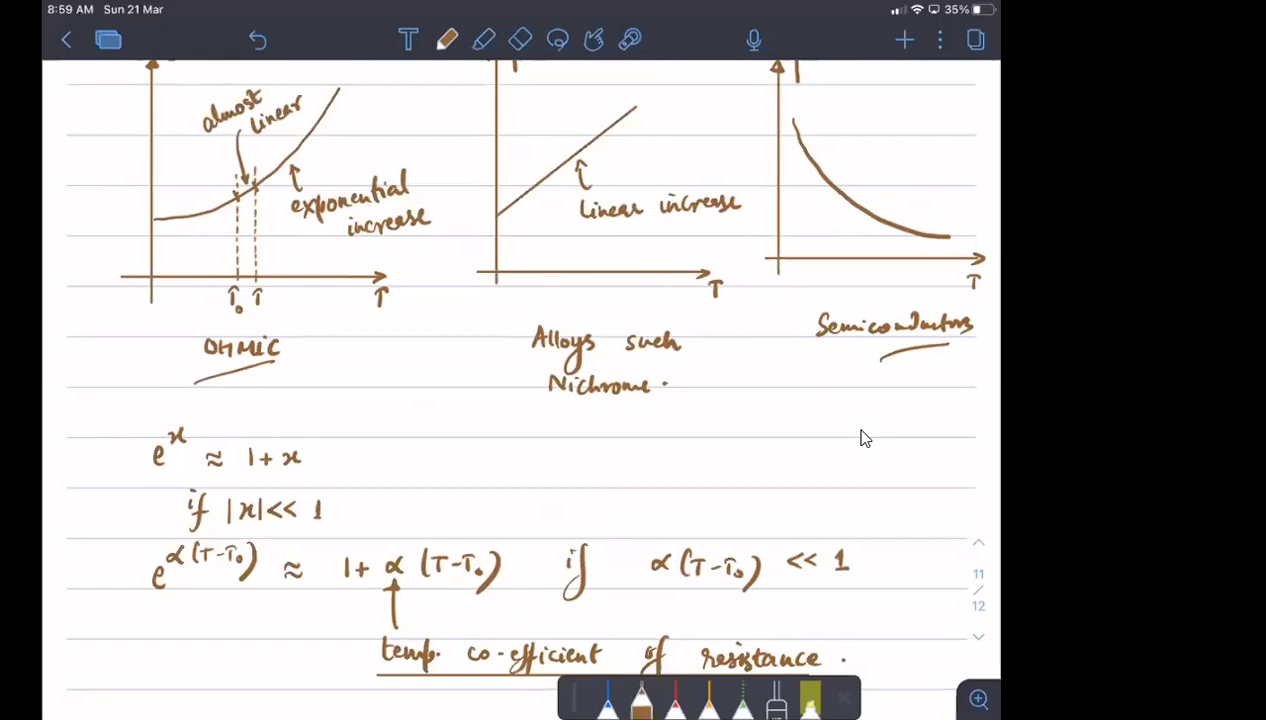 8:59 AM Sun 21 Mar
35%
almost
linear
exponential
increase
T₀ T
T
OHMIC
linear increase
T
Alloys such
Nichrome.
T
Semiconductors
e^x ≈ 1 + x
if |x| << 1
e^α(T-T₀) ≈ 1 + α (T-T₀) if α(T-T₀) << 1
temp. co-efficient of resistance.
11
/
12